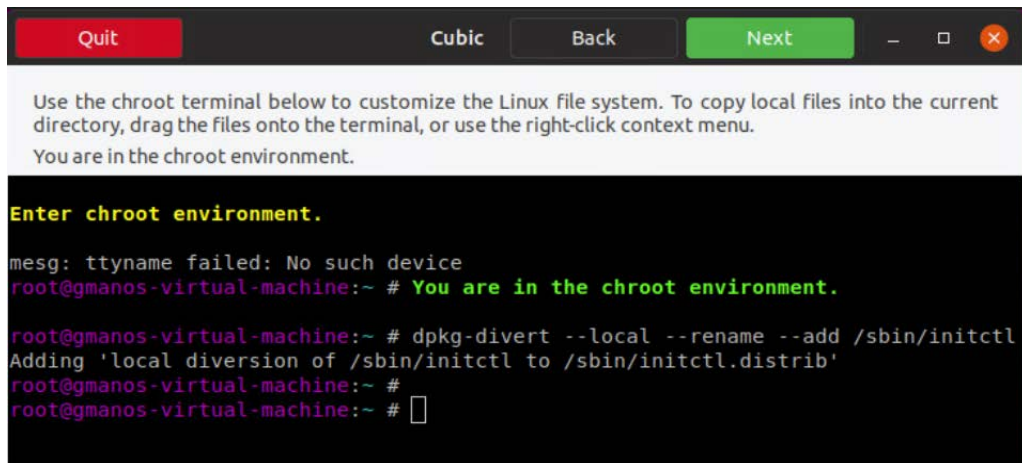 Quit Cubic Back Next
Use the chroot terminal below to customize the Linux file system. To copy local files into the current
directory, drag the files onto the terminal, or use the right-click context menu.
You are in the chroot environment.
Enter chroot environment.
mesg: ttyname failed: No such device
root@gmanos-virtual-machine:~ # You are in the chroot environment.
root@gmanos-virtual-machine:~ # dpkg-divert --local --rename --add /sbin/initctl
Adding 'local diversion of /sbin/initctl to /sbin/initctl.distrib'
root@gmanos-virtual-machine:~ #
root@gmanos-virtual-machine:~ #